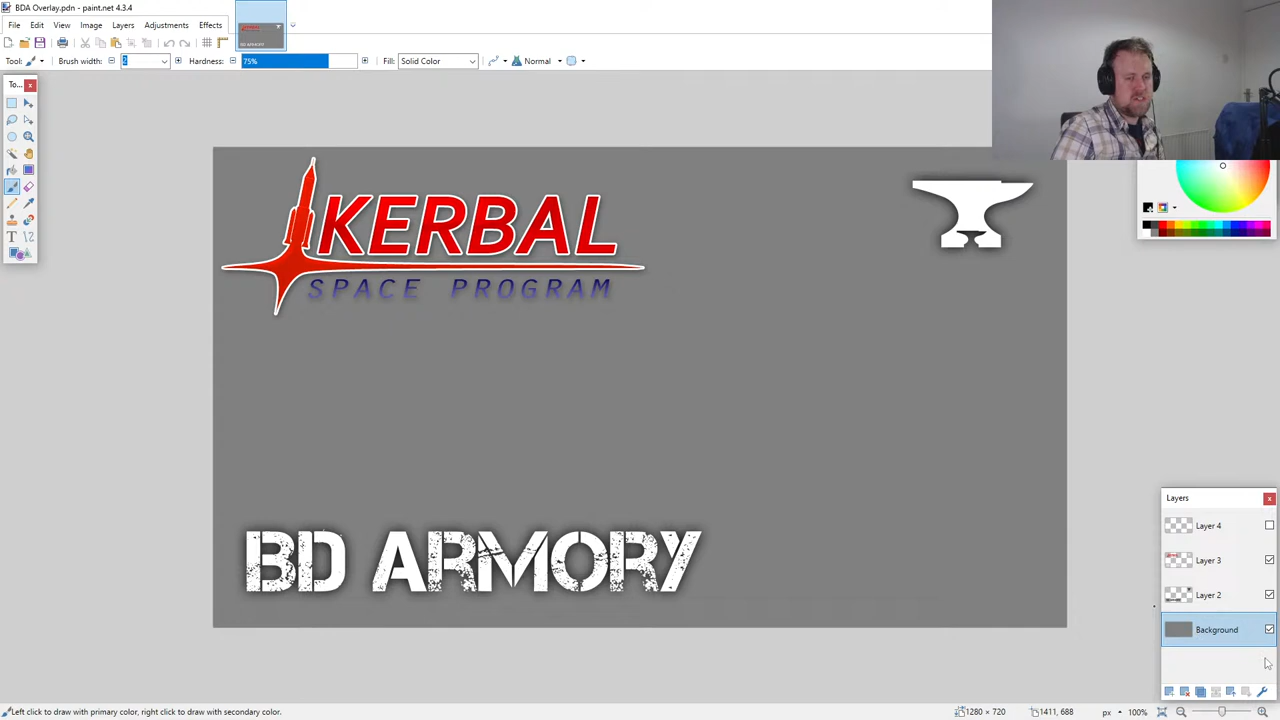 BDA Overlay.pdn - paint.net 4.3.4
File Edit View Image Layers Adjustments Effects
Tool: Brush width: 2 Hardness: 75% Fill: Solid Color Normal
To...
KERBAL
SPACE PROGRAM
BD ARMORY
Layers
Layer 4
Layer 3
Layer 2
Background
Left click to draw with primary color, right click to draw with secondary color. 1280 × 720 1411, 688 px 100%